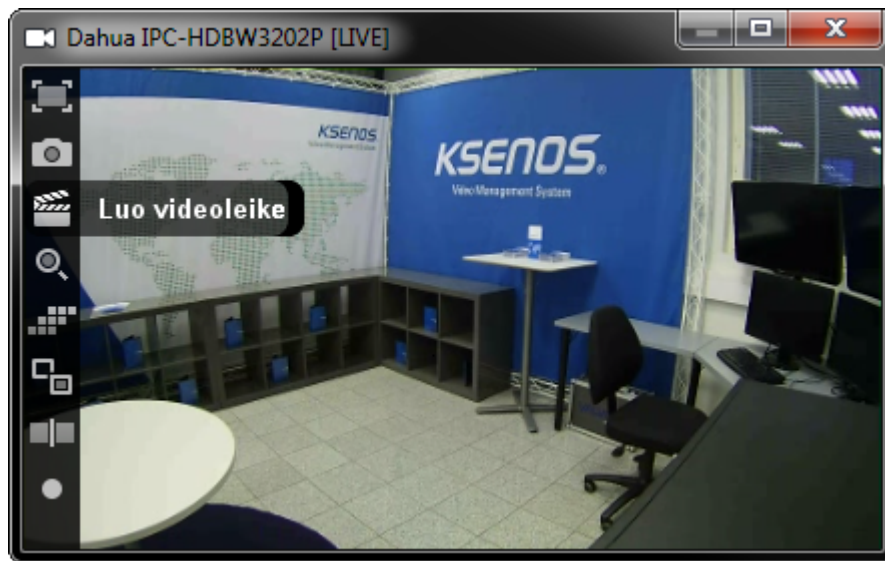 Dahua IPC-HDBW3202P [LIVE]
KSENOS
KSENOS.
Video Management System
Luo videoleike